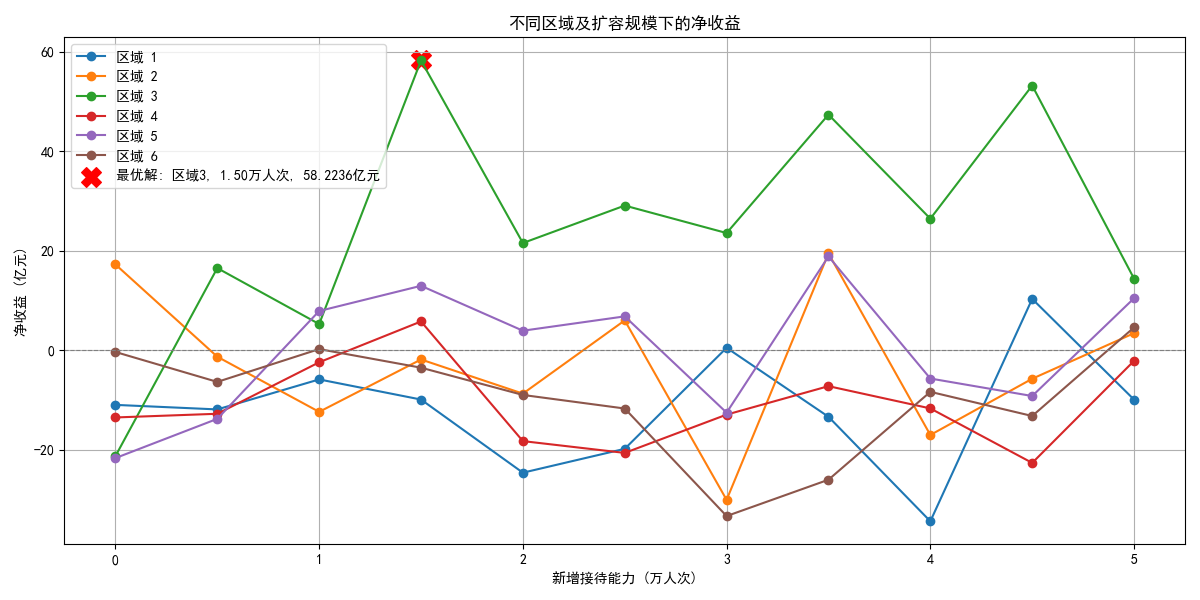 不同区域及扩容规模下的净收益
净收益 (亿元)
60
40
20
0
−20
区域 1
区域 2
区域 3
区域 4
区域 5
区域 6
最优解: 区域3, 1.50万人次, 58.2236亿元
0
1
2
3
4
5
新增接待能力 (万人次)